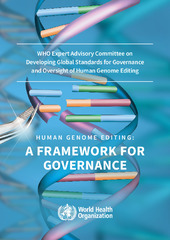 WHO Expert Advisory Committee on
Developing Global Standards for Governance
and Oversight of Human Genome Editing
HUMAN GENOME EDITING:
A FRAMEWORK FOR
GOVERNANCE
World Health
Organization